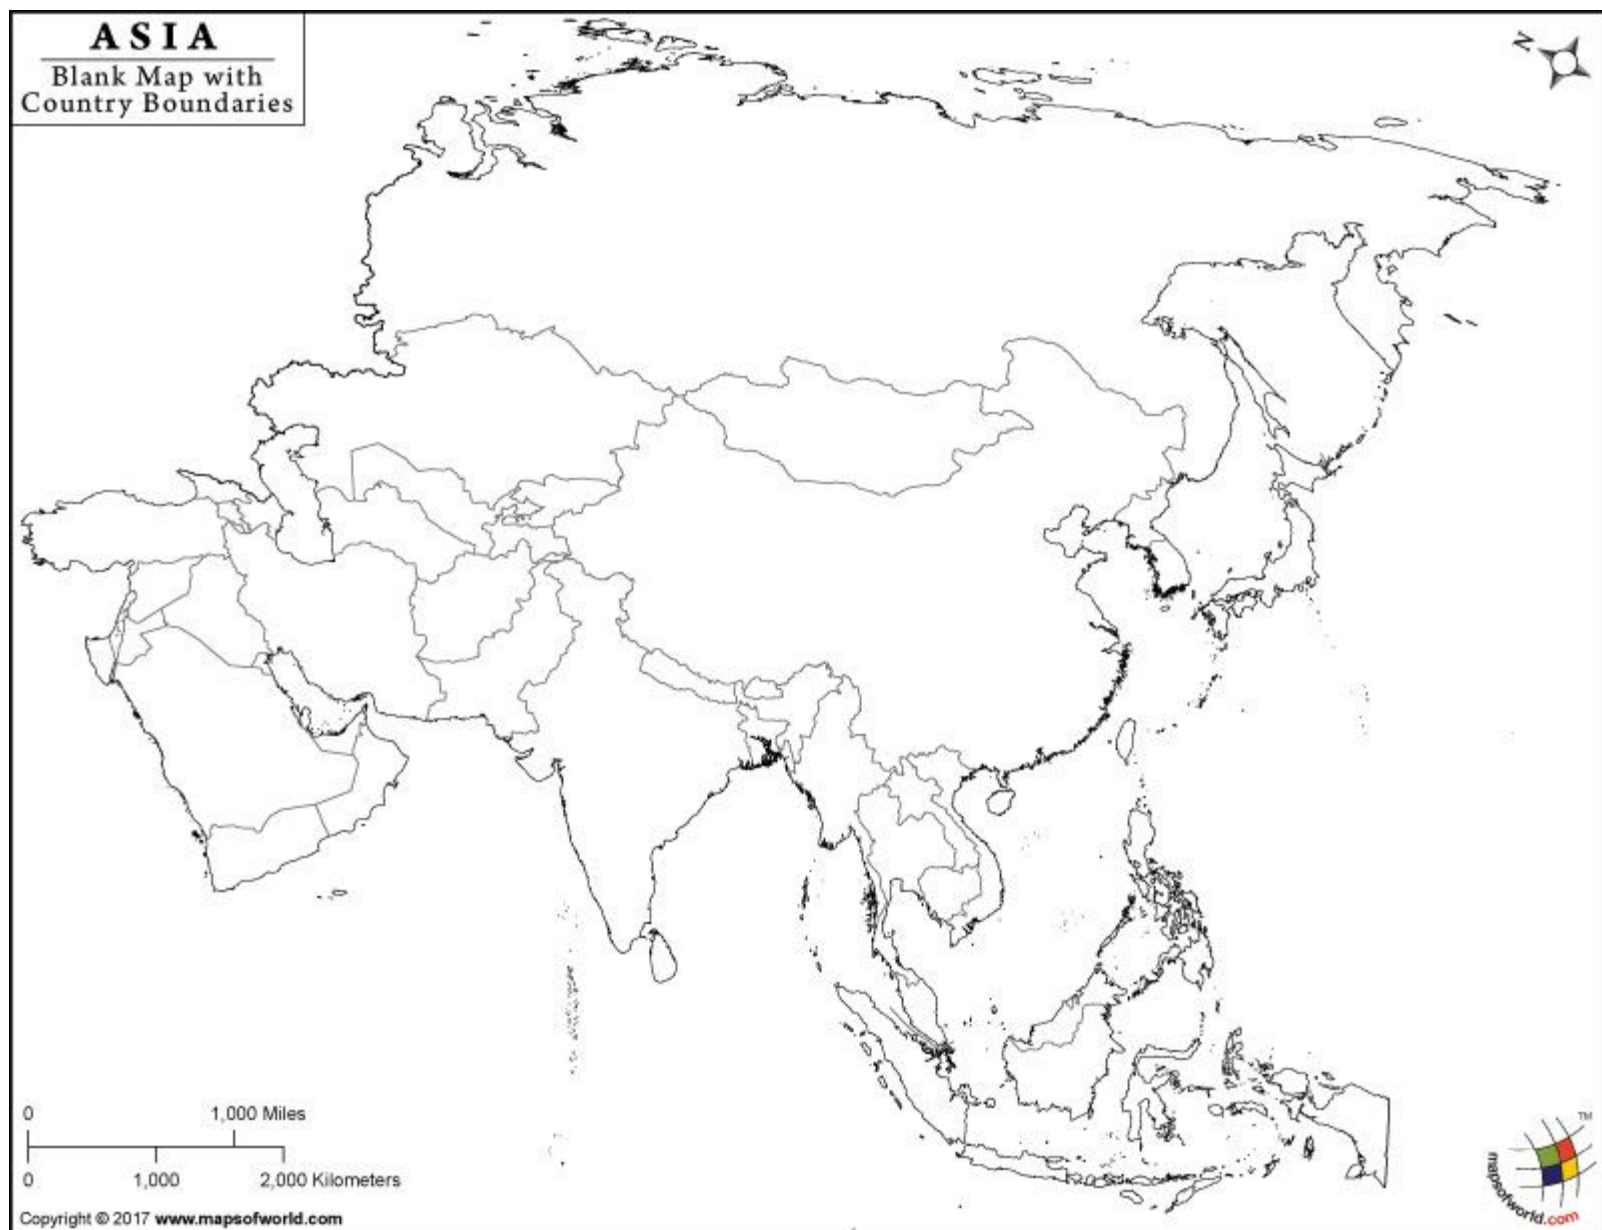 ASIA
Blank Map with
Country Boundaries
N
0 1,000 Miles
0 1,000 2,000 Kilometers
Copyright © 2017 www.mapsofworld.com
TM
mapsofworld.com